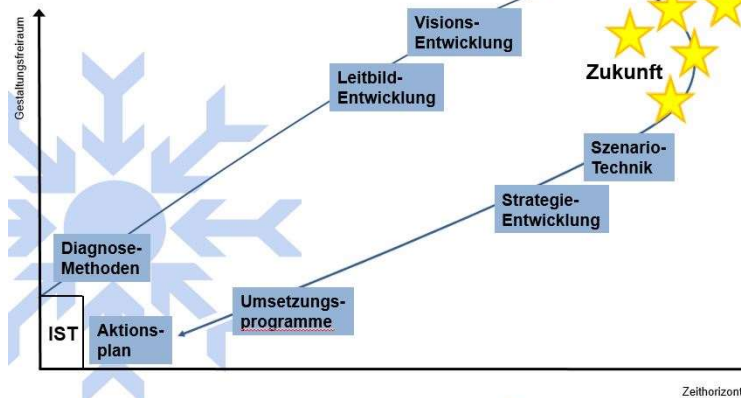 Gestaltungsfreiraum
Visions-
Entwicklung
Leitbild-
Entwicklung
Zukunft
Szenario-
Technik
Strategie-
Entwicklung
Diagnose-
Methoden
Umsetzungs-
programme
IST
Aktions-
plan
Zeithorizont